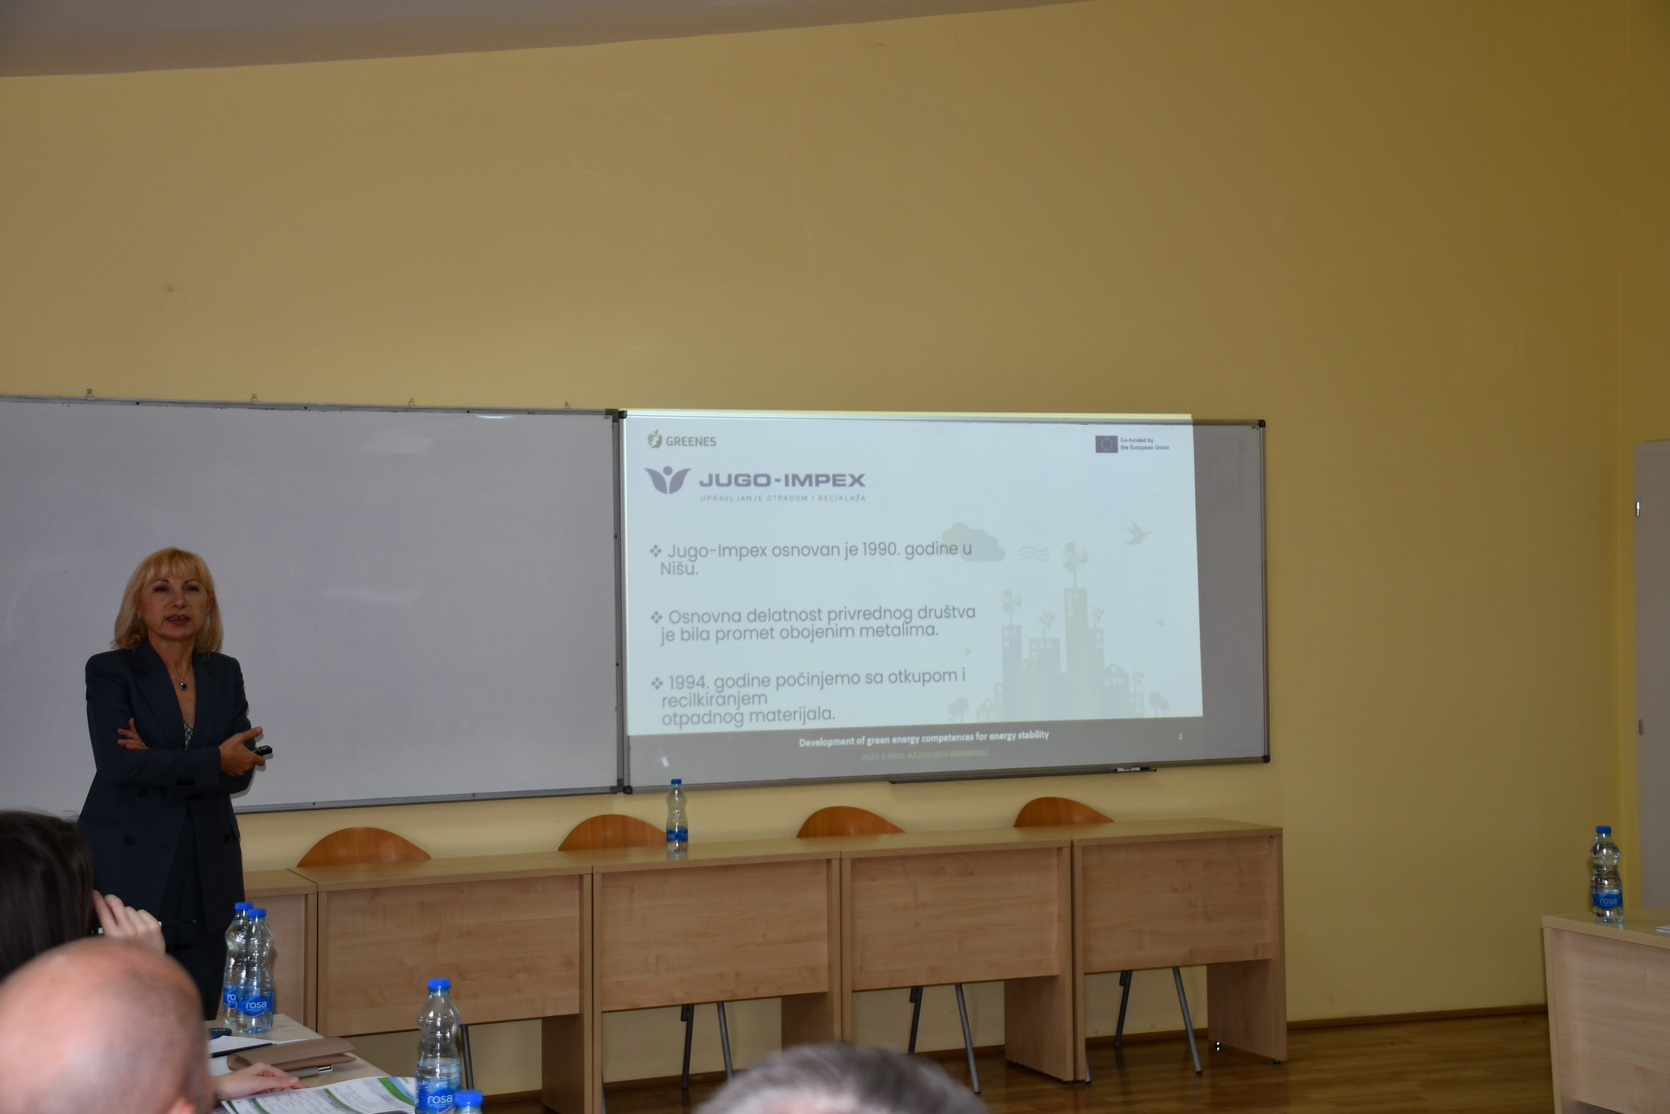 GREENES
Co-funded by
the European Union
JUGO-IMPEX
UPRAVLJANJE OTPADOM I RECIKLAŽA
❖ Jugo-Impex osnovan je 1990. godine u
Nišu.
❖ Osnovna delatnost privrednog društva
je bila promet obojenim metalima.
❖ 1994. godine počinjemo sa otkupom i
recilkiranjem
otpadnog materijala.
Development of green energy competences for energy stability
2
rosa
ro
rosa
rosa